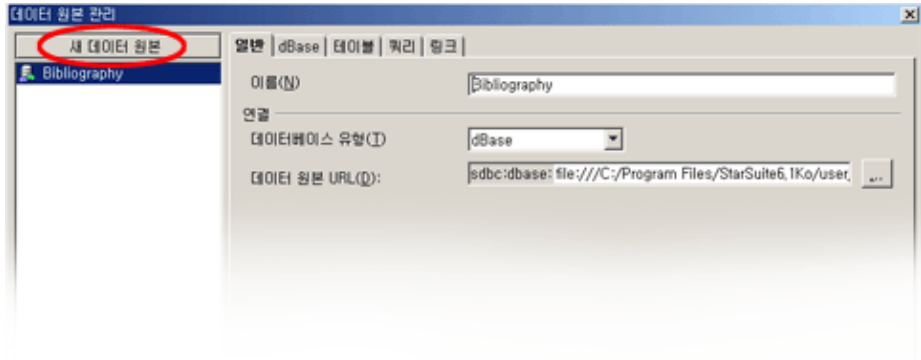 데이터 원본 관리
새 데이터 원본
Bibliography
일반 dBase 테이블 쿼리 링크
이름(N) Bibliography
연결
데이터베이스 유형(T) dBase
데이터 원본 URL(D): sdbc:dbase: file:///C:/Program Files/StarSuite6.1Ko/user, ...